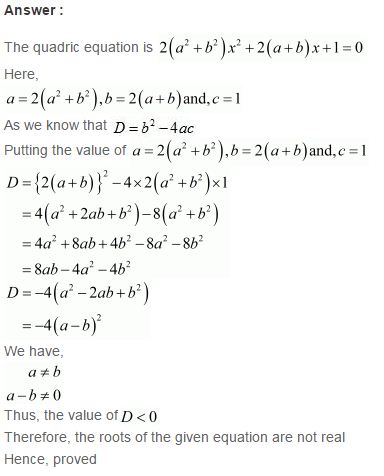 Answer :
The quadric equation is 2(a² + b²)x² + 2(a + b)x + 1 = 0
Here,
a = 2(a² + b²), b = 2(a + b) and, c = 1
As we know that D = b² − 4ac
Putting the value of a = 2(a² + b²), b = 2(a + b) and, c = 1
D = {2(a + b)}² − 4 × 2(a² + b²) × 1
= 4(a² + 2ab + b²) − 8(a² + b²)
= 4a² + 8ab + 4b² − 8a² − 8b²
= 8ab − 4a² − 4b²
D = −4(a² − 2ab + b²)
= −4(a − b)²
We have,
a ≠ b
a − b ≠ 0
Thus, the value of D < 0
Therefore, the roots of the given equation are not real
Hence, proved